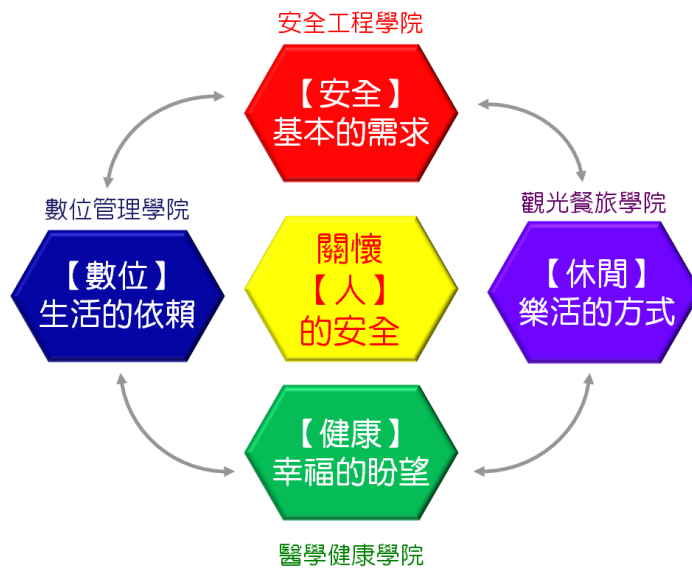 安全工程學院
【安全】
基本的需求
數位管理學院
【數位】
生活的依賴
關懷
【人】
的安全
觀光餐旅學院
【休閒】
樂活的方式
【健康】
幸福的盼望
醫學健康學院